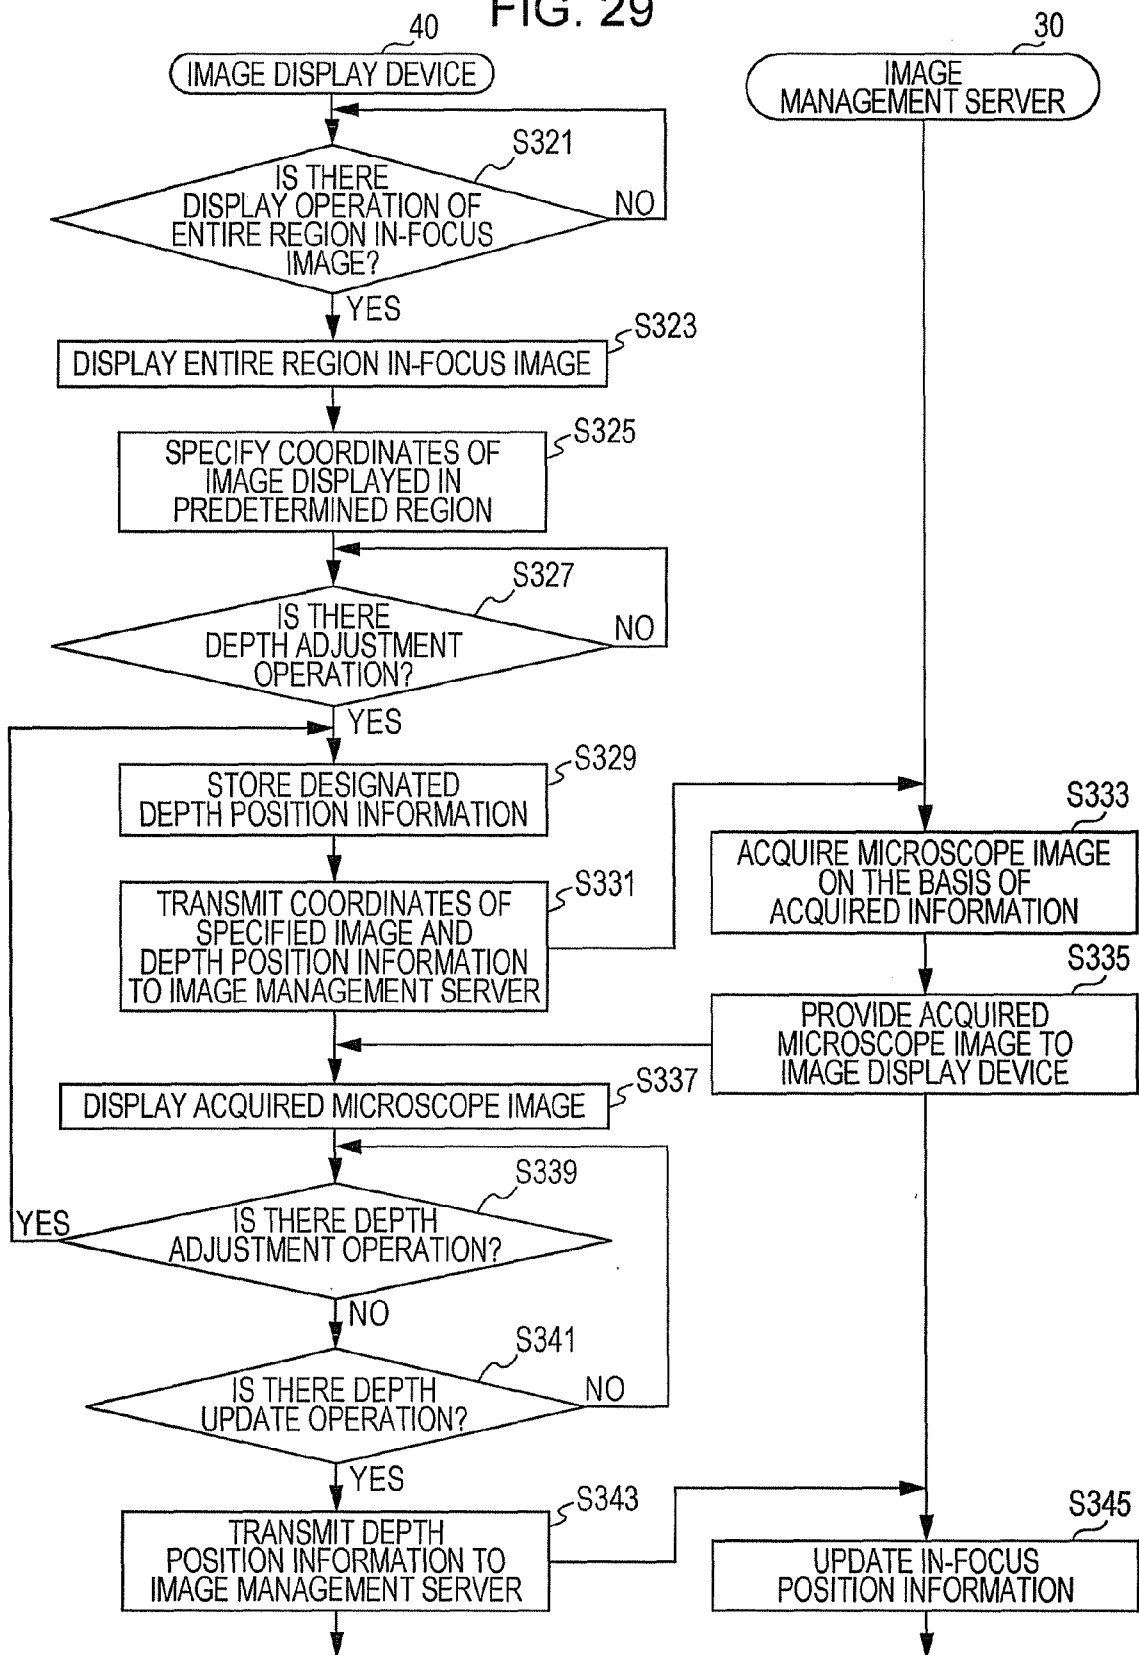 FIG. 29
40
IMAGE DISPLAY DEVICE
30
IMAGE
MANAGEMENT SERVER
S321
IS THERE
DISPLAY OPERATION OF
ENTIRE REGION IN-FOCUS
IMAGE?
NO
YES
S323
DISPLAY ENTIRE REGION IN-FOCUS IMAGE
S325
SPECIFY COORDINATES OF
IMAGE DISPLAYED IN
PREDETERMINED REGION
S327
IS THERE
DEPTH ADJUSTMENT
OPERATION?
NO
YES
S329
STORE DESIGNATED
DEPTH POSITION INFORMATION
S331
TRANSMIT COORDINATES OF
SPECIFIED IMAGE AND
DEPTH POSITION INFORMATION
TO IMAGE MANAGEMENT SERVER
S333
ACQUIRE MICROSCOPE IMAGE
ON THE BASIS OF
ACQUIRED INFORMATION
S335
PROVIDE ACQUIRED
MICROSCOPE IMAGE TO
IMAGE DISPLAY DEVICE
S337
DISPLAY ACQUIRED MICROSCOPE IMAGE
S339
IS THERE DEPTH
ADJUSTMENT OPERATION?
YES
NO
S341
IS THERE DEPTH
UPDATE OPERATION?
NO
YES
S343
TRANSMIT DEPTH
POSITION INFORMATION TO
IMAGE MANAGEMENT SERVER
S345
UPDATE IN-FOCUS
POSITION INFORMATION